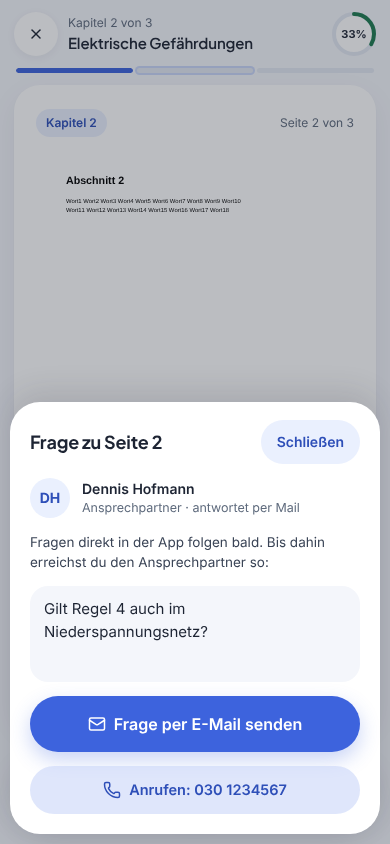 Kapitel 2 von 3
Elektrische Gefährdungen
33%
Kapitel 2
Seite 2 von 3
Abschnitt 2
Wort1 Wort2 Wort3 Wort4 Wort5 Wort6 Wort7 Wort8 Wort9 Wort10
Wort11 Wort12 Wort13 Wort14 Wort15 Wort16 Wort17 Wort18
Frage zu Seite 2
Schließen
DH
Dennis Hofmann
Ansprechpartner · antwortet per Mail
Fragen direkt in der App folgen bald. Bis dahin
erreichst du den Ansprechpartner so:
Gilt Regel 4 auch im
Niederspannungsnetz?
Frage per E-Mail senden
Anrufen: 030 1234567